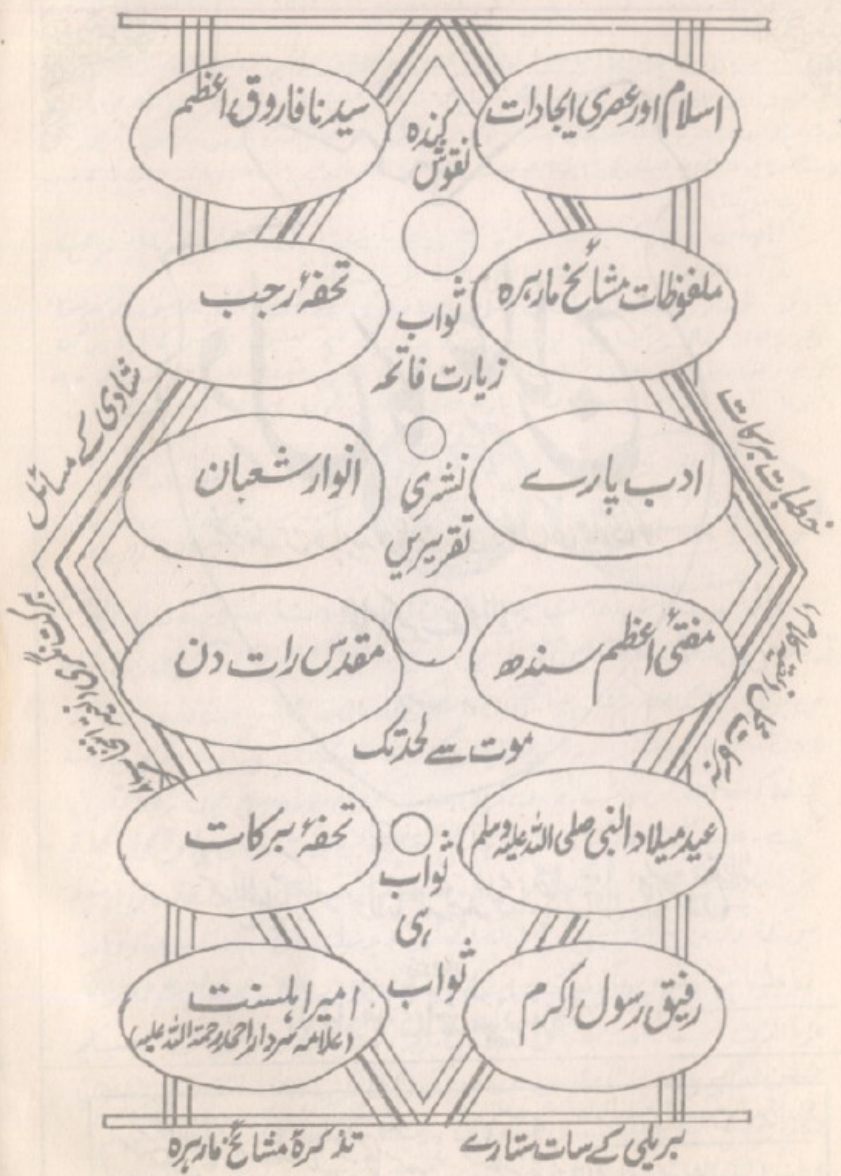 اسلام اور عصری ایجادات
سیدنا فاروق اعظم
کندہ
نقوش
ملفوظات مشائخ مارہرہ
تحفۂ رجب
ثواب
زیارت فاتحہ
خطبات برکات
شادی کے مسائل
ادب پارے
انوار شعبان
نشری
تقریریں
مفتیٔ اعظم سندھ
مقدس رات دن
موت سے لحد تک
عید میلاد النبی صلی اللہ علیہ وسلم
تحفۂ برکات
ثواب
ہی
ثواب
رفیق رسول اکرم
امیر اہلسنت
(علامہ سردار احمد رحمۃ اللہ علیہ)
بریلی کے سات ستارے
تذکرۂ مشائخ مارہرہ